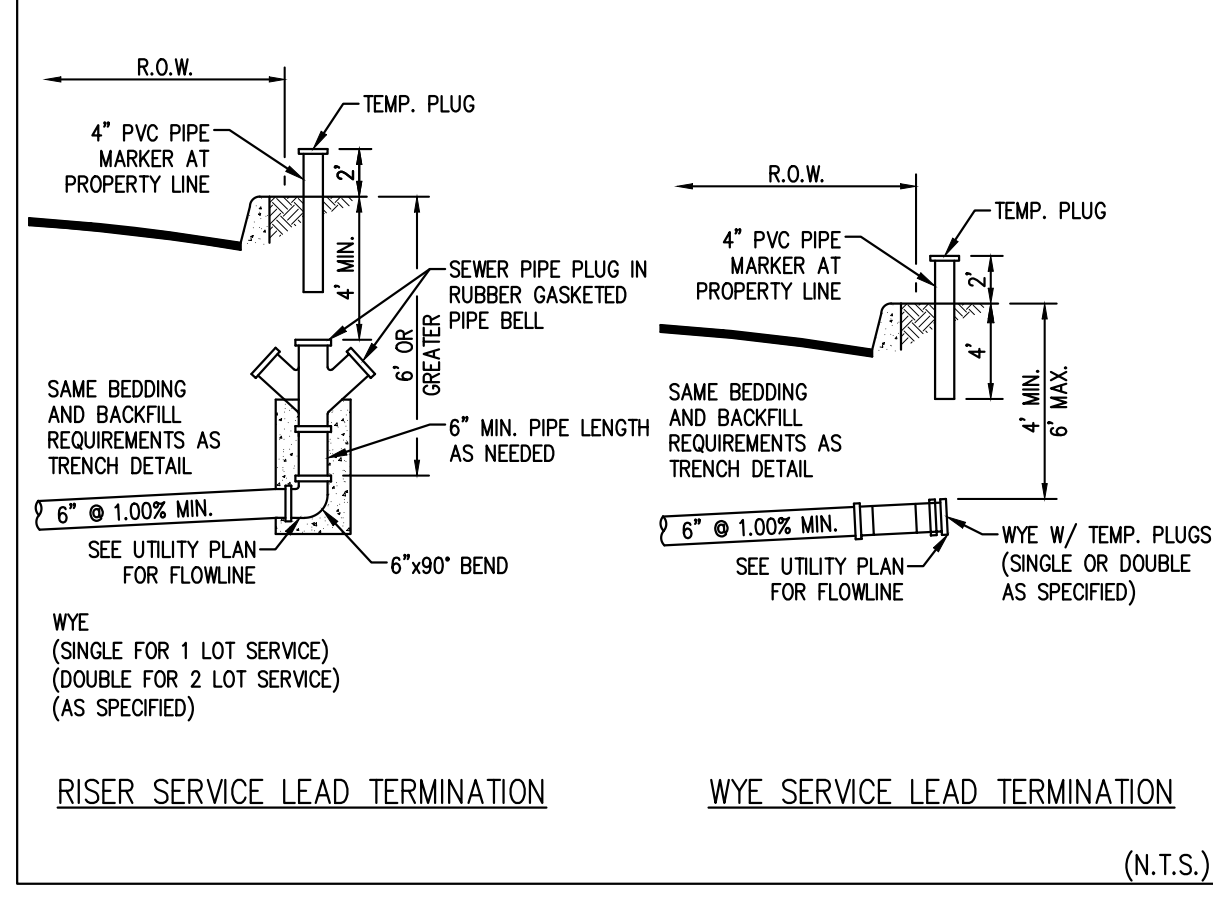 R.O.W.
TEMP. PLUG
4" PVC PIPE
MARKER AT
PROPERTY LINE
2'
4' MIN.
6' OR
GREATER
SEWER PIPE PLUG IN
RUBBER GASKETED
PIPE BELL
SAME BEDDING
AND BACKFILL
REQUIREMENTS AS
TRENCH DETAIL
6" MIN. PIPE LENGTH
AS NEEDED
6" @ 1.00% MIN.
SEE UTILITY PLAN
FOR FLOWLINE
6"x90° BEND
WYE
(SINGLE FOR 1 LOT SERVICE)
(DOUBLE FOR 2 LOT SERVICE)
(AS SPECIFIED)
RISER SERVICE LEAD TERMINATION
R.O.W.
TEMP. PLUG
4" PVC PIPE
MARKER AT
PROPERTY LINE
2'
4'
4' MIN.
6' MAX.
SAME BEDDING
AND BACKFILL
REQUIREMENTS AS
TRENCH DETAIL
6" @ 1.00% MIN.
SEE UTILITY PLAN
FOR FLOWLINE
WYE W/ TEMP. PLUGS
(SINGLE OR DOUBLE
AS SPECIFIED)
WYE SERVICE LEAD TERMINATION
(N.T.S.)